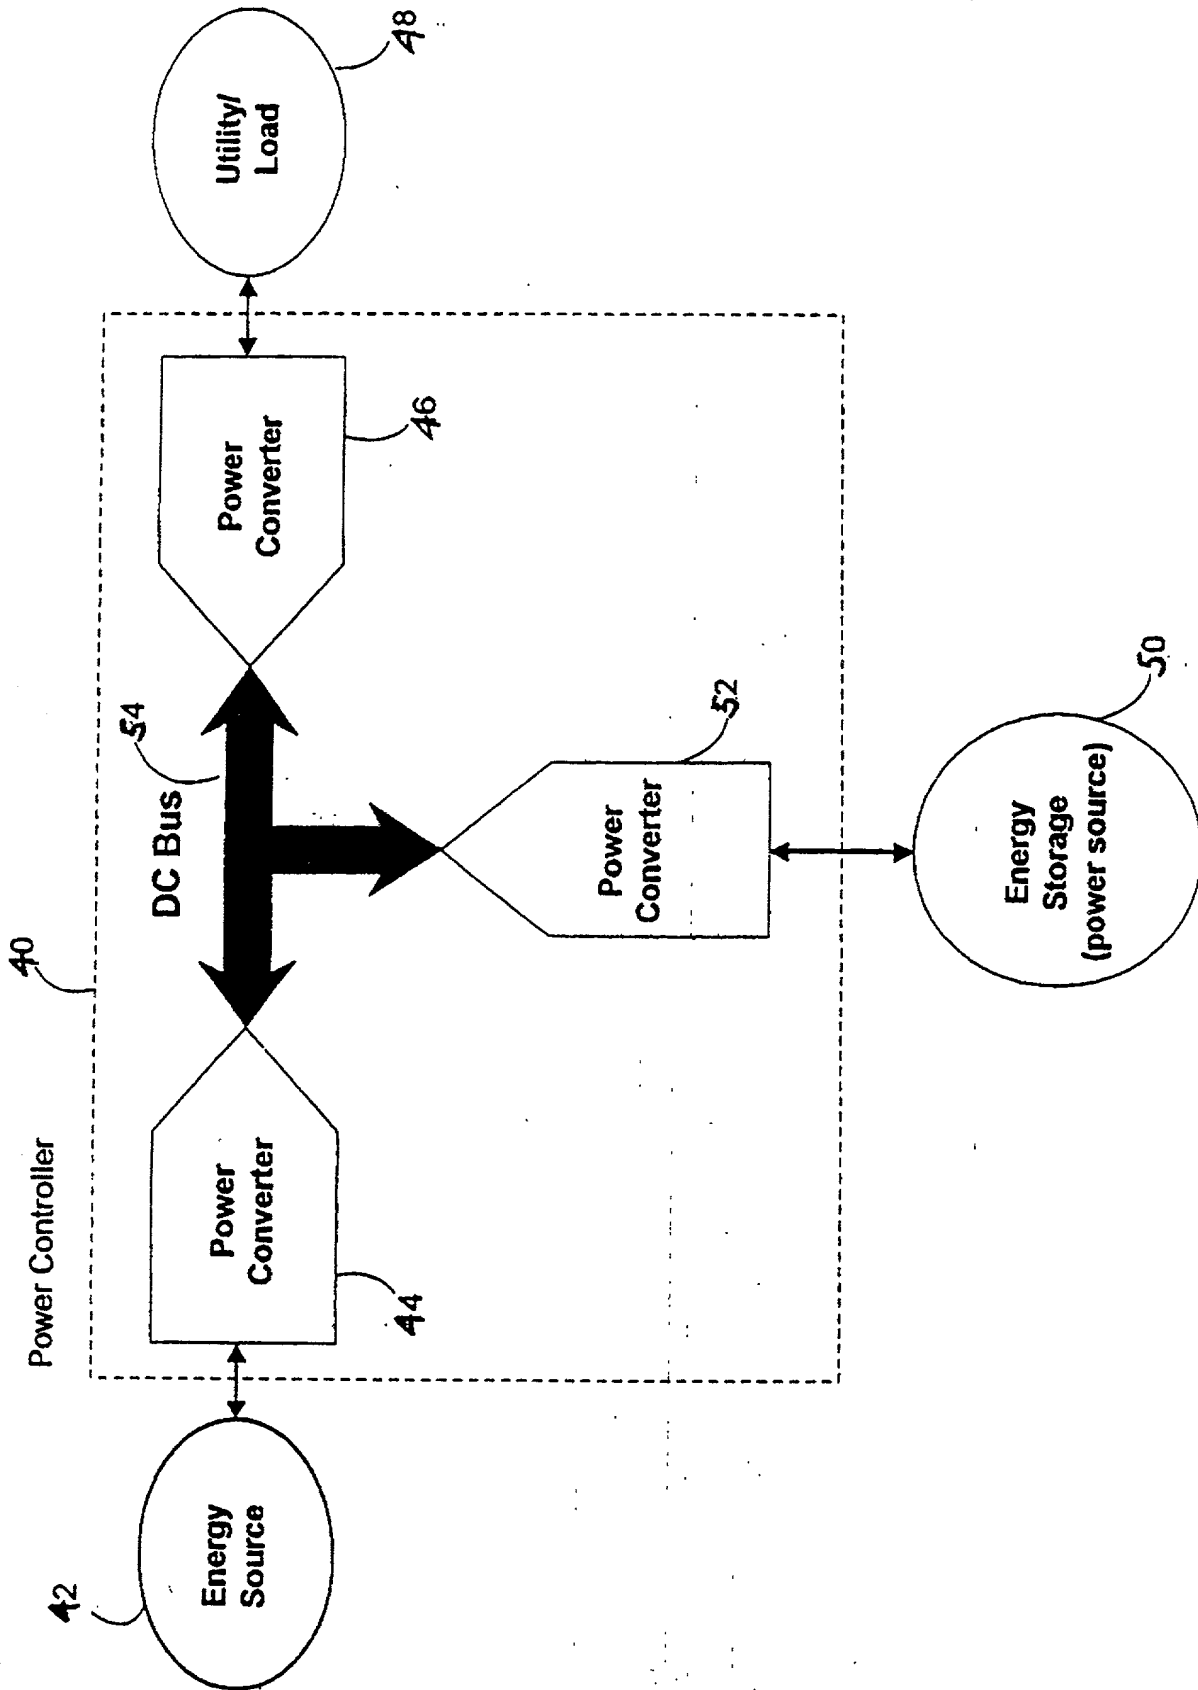 Power Controller
40
DC Bus
54
42
Energy
Source
Power
Converter
44
Power
Converter
46
Utility/
Load
48
Power
Converter
52
Energy
Storage
(power source)
50